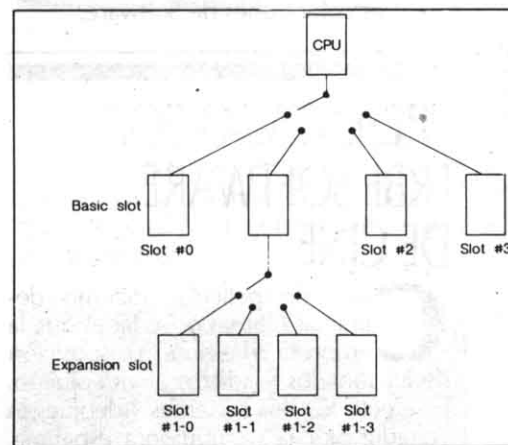 CPU
Basic slot
Slot #0
Slot #2
Slot #3
Expansion slot
Slot
#1-0
Slot
#1-1
Slot
#1-2
Slot
#1-3